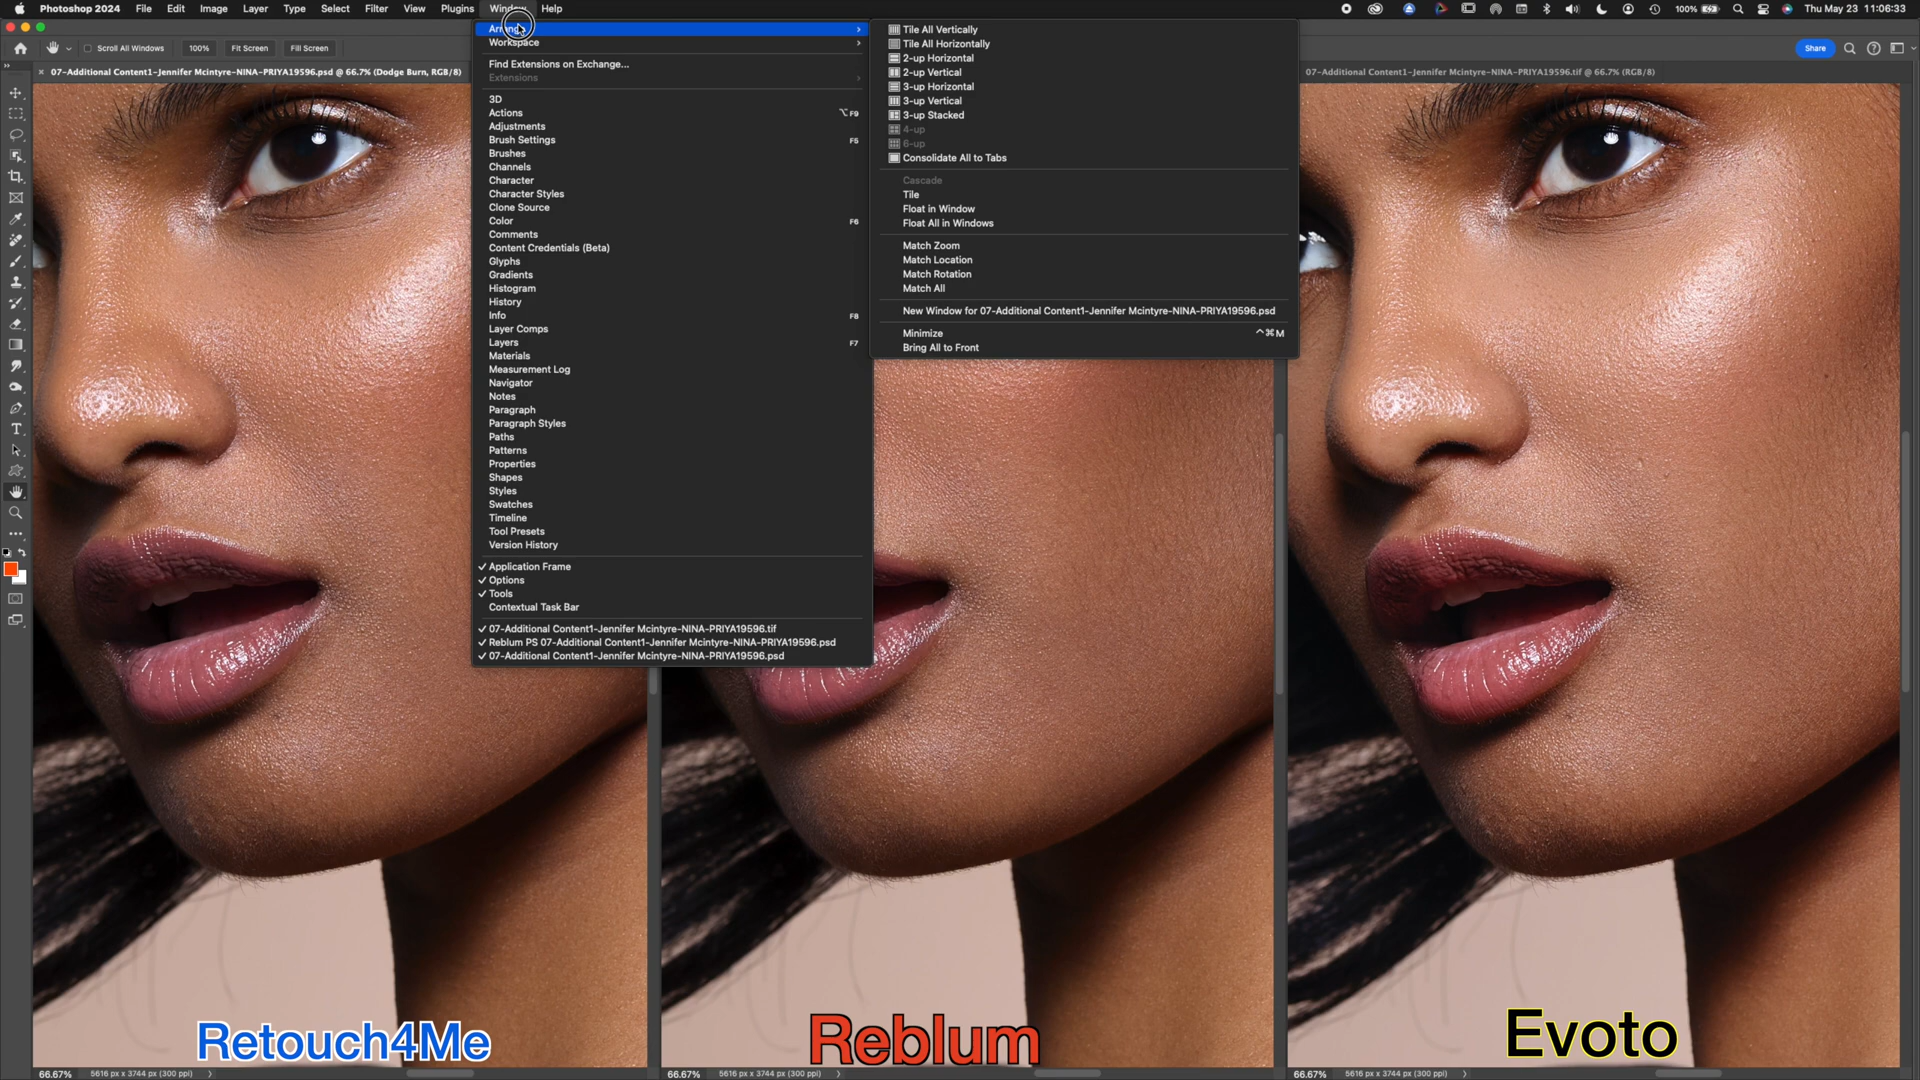 Photoshop 2024 File Edit Image Layer Type Select Filter View Plugins Window Help
100% Thu May 23 11:06:33
Scroll All Windows 100% Fit Screen Fill Screen
Share
07-Additional Content1-Jennifer Mcintyre-NINA-PRIYA19596.psd @ 66.7% (Dodge Burn, RGB/8)
07-Additional Content1-Jennifer Mcintyre-NINA-PRIYA19596.tif @ 66.7% (RGB/8)
Arrange
Workspace
Find Extensions on Exchange...
Extensions
3D
Actions ⌥F9
Adjustments
Brush Settings F5
Brushes
Channels
Character
Character Styles
Clone Source
Color F6
Comments
Content Credentials (Beta)
Glyphs
Gradients
Histogram
History
Info F8
Layer Comps
Layers F7
Materials
Measurement Log
Navigator
Notes
Paragraph
Paragraph Styles
Paths
Patterns
Properties
Shapes
Styles
Swatches
Timeline
Tool Presets
Version History
✓ Application Frame
✓ Options
✓ Tools
Contextual Task Bar
✓ 07-Additional Content1-Jennifer Mcintyre-NINA-PRIYA19596.tif
✓ Reblum PS 07-Additional Content1-Jennifer Mcintyre-NINA-PRIYA19596.psd
✓ 07-Additional Content1-Jennifer Mcintyre-NINA-PRIYA19596.psd
Tile All Vertically
Tile All Horizontally
2-up Horizontal
2-up Vertical
3-up Horizontal
3-up Vertical
3-up Stacked
4-up
6-up
Consolidate All to Tabs
Cascade
Tile
Float in Window
Float All in Windows
Match Zoom
Match Location
Match Rotation
Match All
New Window for 07-Additional Content1-Jennifer Mcintyre-NINA-PRIYA19596.psd
Minimize ^⌘M
Bring All to Front
Retouch4Me
Reblum
Evoto
66.67% 5616 px x 3744 px (300 ppi)
66.67% 5616 px x 3744 px (300 ppi)
66.67% 5616 px x 3744 px (300 ppi)